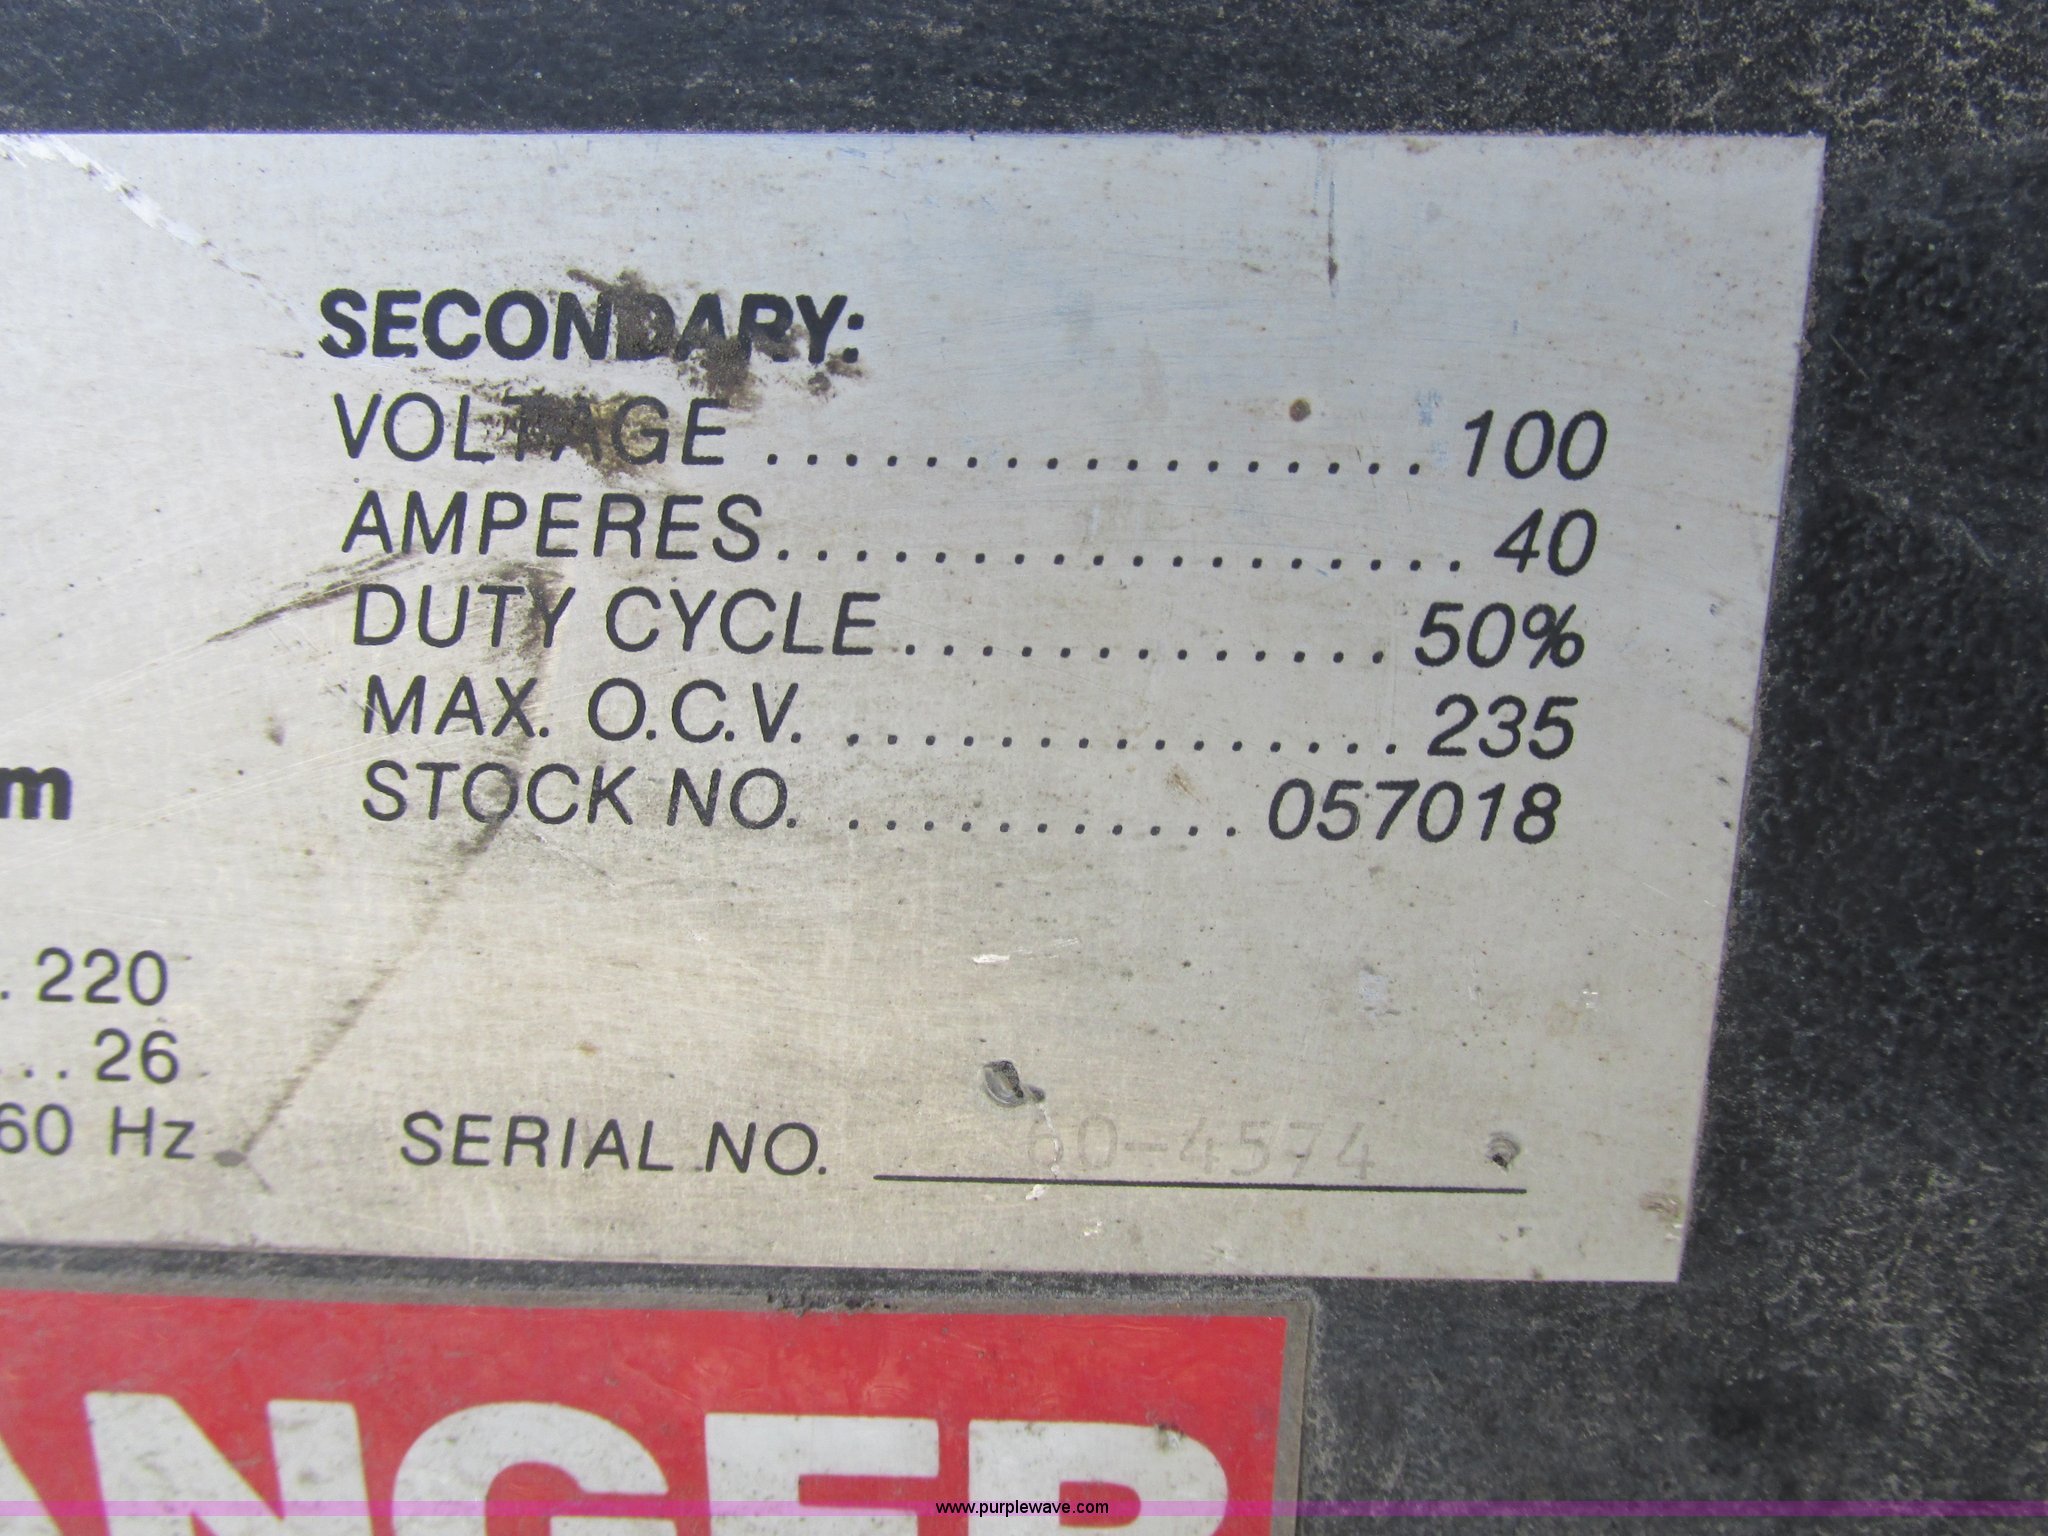 SECONDARY:
VOLTAGE ................. 100
AMPERES.................. 40
DUTY CYCLE............. 50%
MAX. O.C.V. ............... 235
STOCK NO. ........... 057018
m
. 220
... 26
60 Hz
SERIAL NO. 60-4574
ANGER
www.purplewave.com